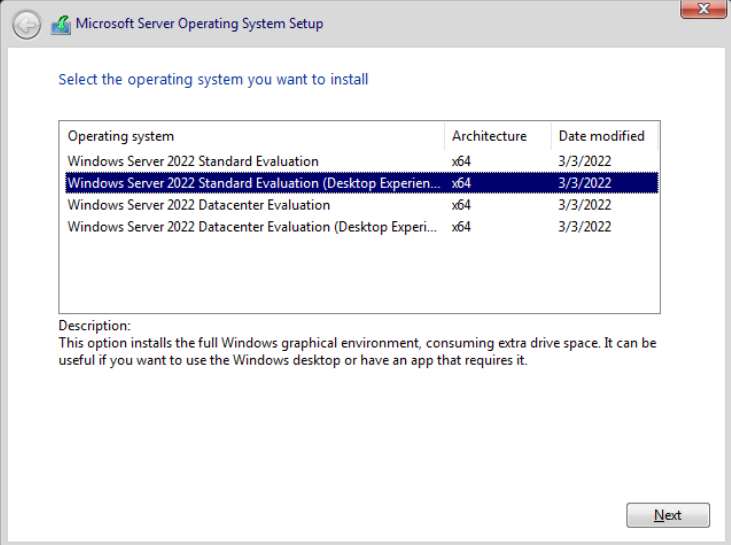 Microsoft Server Operating System Setup
Select the operating system you want to install
Operating system Architecture Date modified
Windows Server 2022 Standard Evaluation x64 3/3/2022
Windows Server 2022 Standard Evaluation (Desktop Experien... x64 3/3/2022
Windows Server 2022 Datacenter Evaluation x64 3/3/2022
Windows Server 2022 Datacenter Evaluation (Desktop Experi... x64 3/3/2022
Description:
This option installs the full Windows graphical environment, consuming extra drive space. It can be
useful if you want to use the Windows desktop or have an app that requires it.
Next